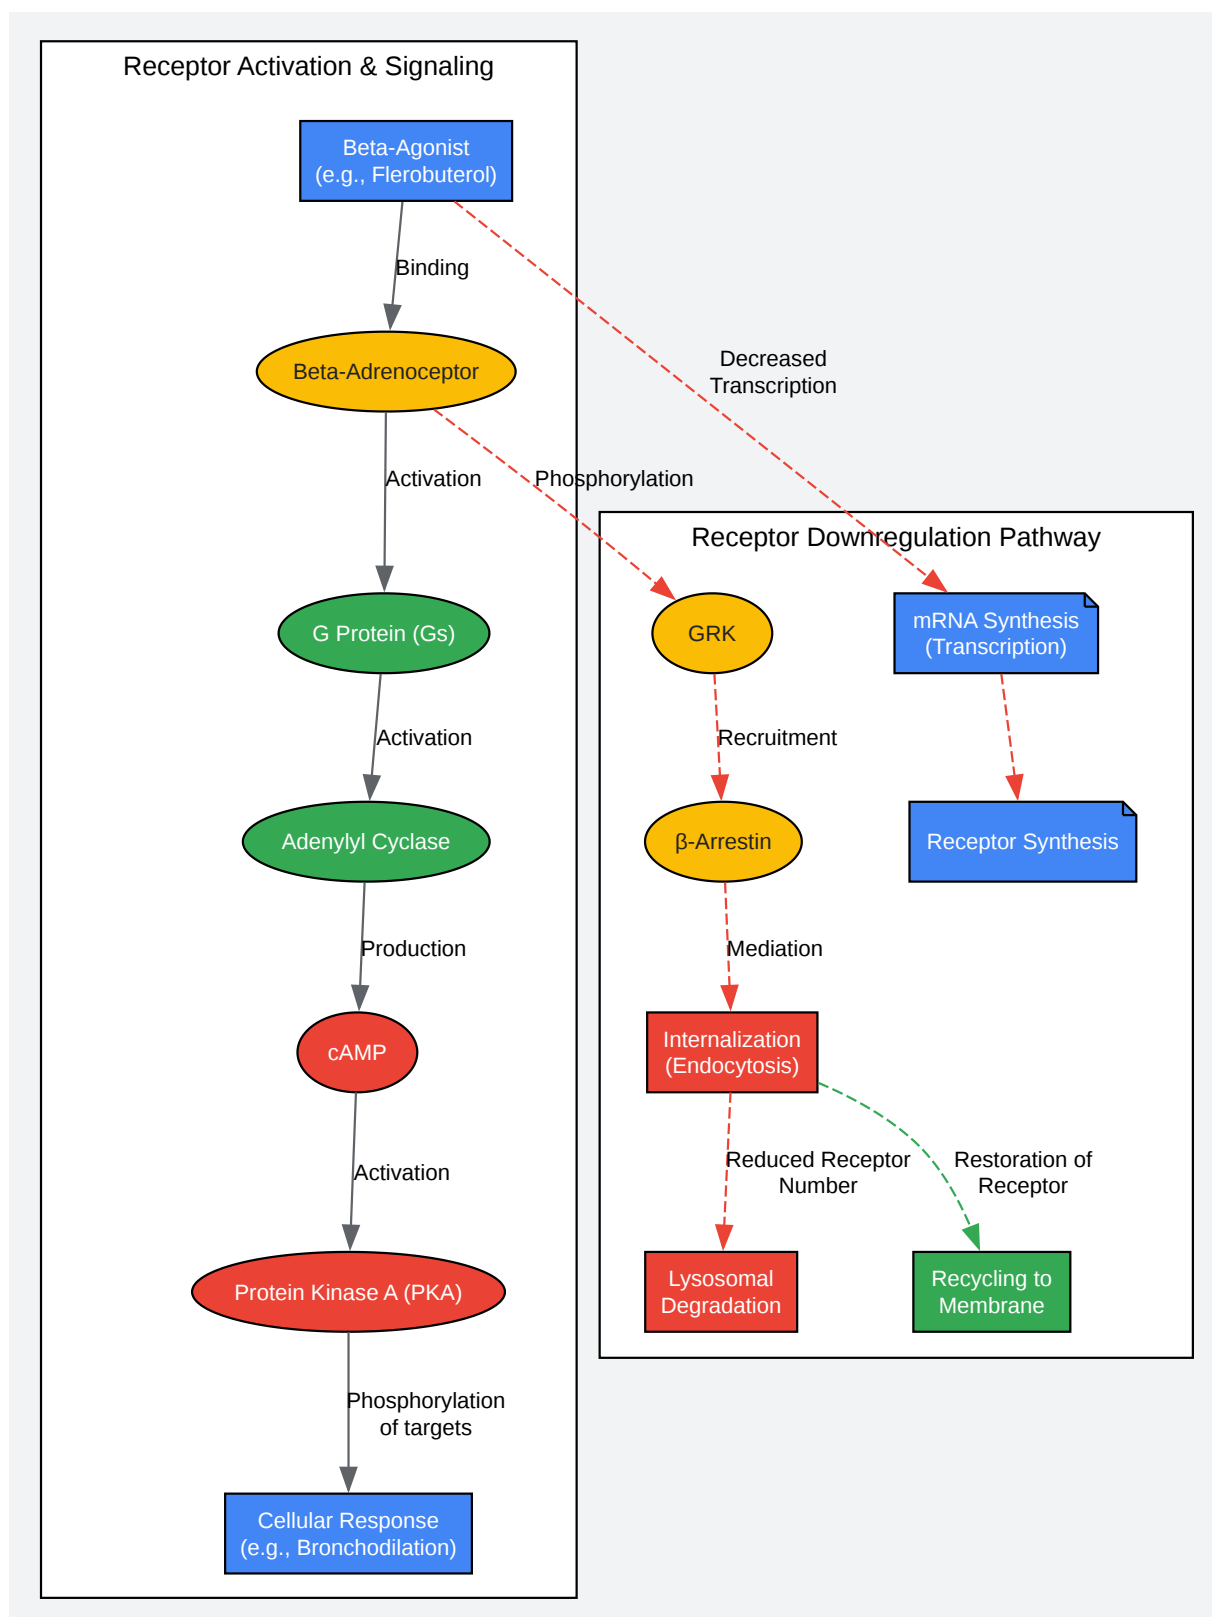 Receptor Activation & Signaling
Beta-Agonist
(e.g., Flerobuterol)
Binding
Beta-Adrenoceptor
Decreased
Transcription
Activation
Phosphorylation
Receptor Downregulation Pathway
G Protein (Gs)
GRK
mRNA Synthesis
(Transcription)
Activation
Recruitment
Adenylyl Cyclase
β-Arrestin
Receptor Synthesis
Production
Mediation
cAMP
Internalization
(Endocytosis)
Activation
Reduced Receptor
Number
Restoration of
Receptor
Protein Kinase A (PKA)
Lysosomal
Degradation
Recycling to
Membrane
Phosphorylation
of targets
Cellular Response
(e.g., Bronchodilation)